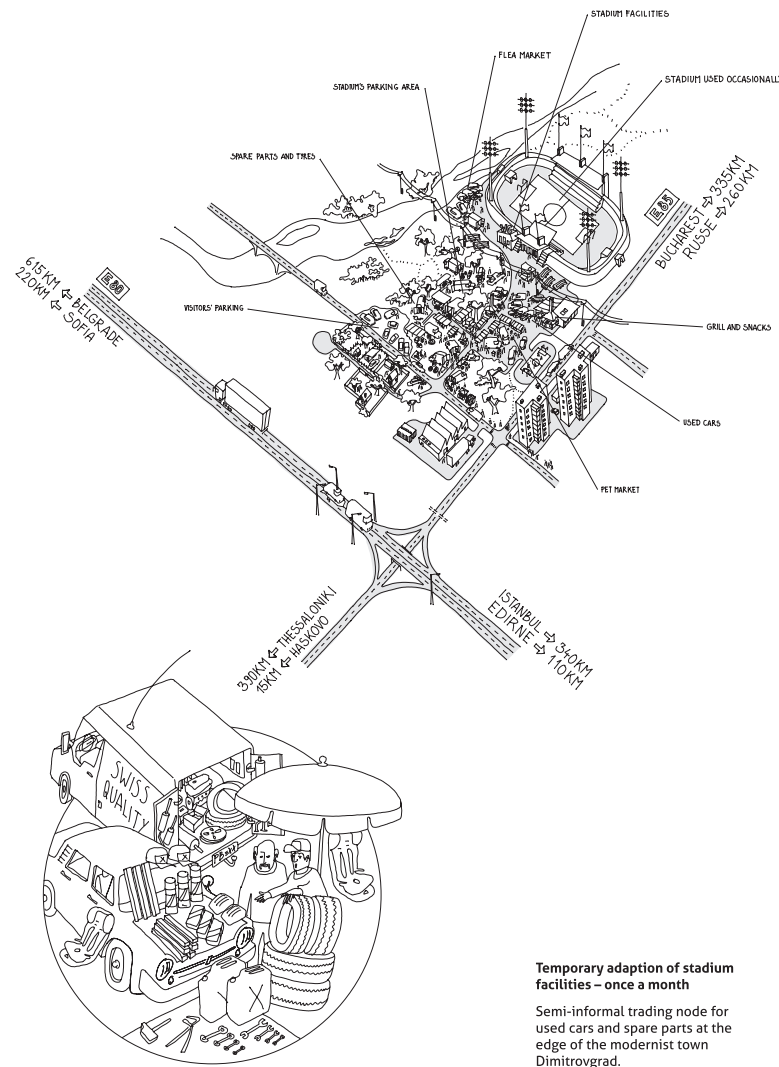 STADIUM FACILITIES
FLEA MARKET
STADIUM USED OCCASIONALL
STADIUM'S PARKING AREA
SPARE PARTS AND TYRES
E85
BUCHAREST ⇨ 335KM
RUSSE ⇨ 260KM
615KM ⇦ BELGRADE
220KM ⇦ SOFIA
E80
VISITORS' PARKING
GRILL AND SNACKS
USED CARS
PET MARKET
390KM ⇦ THESSALONIKI
15KM ⇦ HASKOVO
ISTANBUL ⇨ 340KM
EDIRNE ⇨ 110KM
SWISS
QUALITY
Temporary adaption of stadium
facilities – once a month
Semi-informal trading node for
used cars and spare parts at the
edge of the modernist town
Dimitrovgrad.